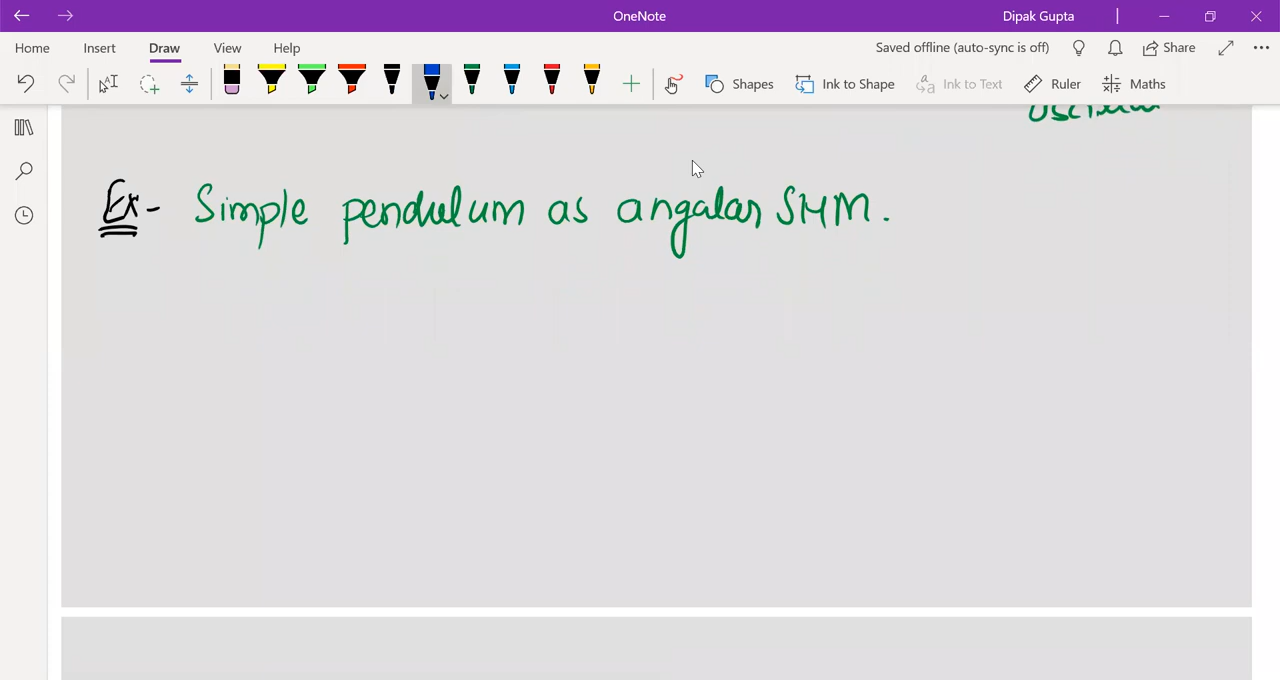 OneNote
Dipak Gupta
Home Insert Draw View Help
Saved offline (auto-sync is off)
Share
Shapes
Ink to Shape
Ink to Text
Ruler
Maths
Ex- Simple pendulum as angalar SHM.